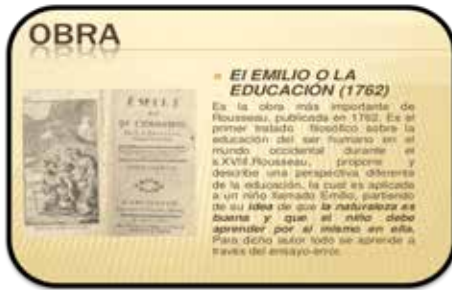 OBRA
El EMILIO O LA
EDUCACIÓN (1762)
Es la obra más importante de
Rousseau, publicada en 1762. Es el
primer tratado filosófico sobre la
educación del ser humano en el
mundo occidental durante el
s.XVIII.Rousseau, propone y
describe una perspectiva diferente
de la educación, la cual es aplicada
a un niño llamado Emilio, partiendo
de su idea de que la naturaleza es
buena y que el niño debe
aprender por si mismo en ella.
Para dicho autor todo se aprende a
través del ensayo-error.
EMILE
OU
DE L'EDUCATION.